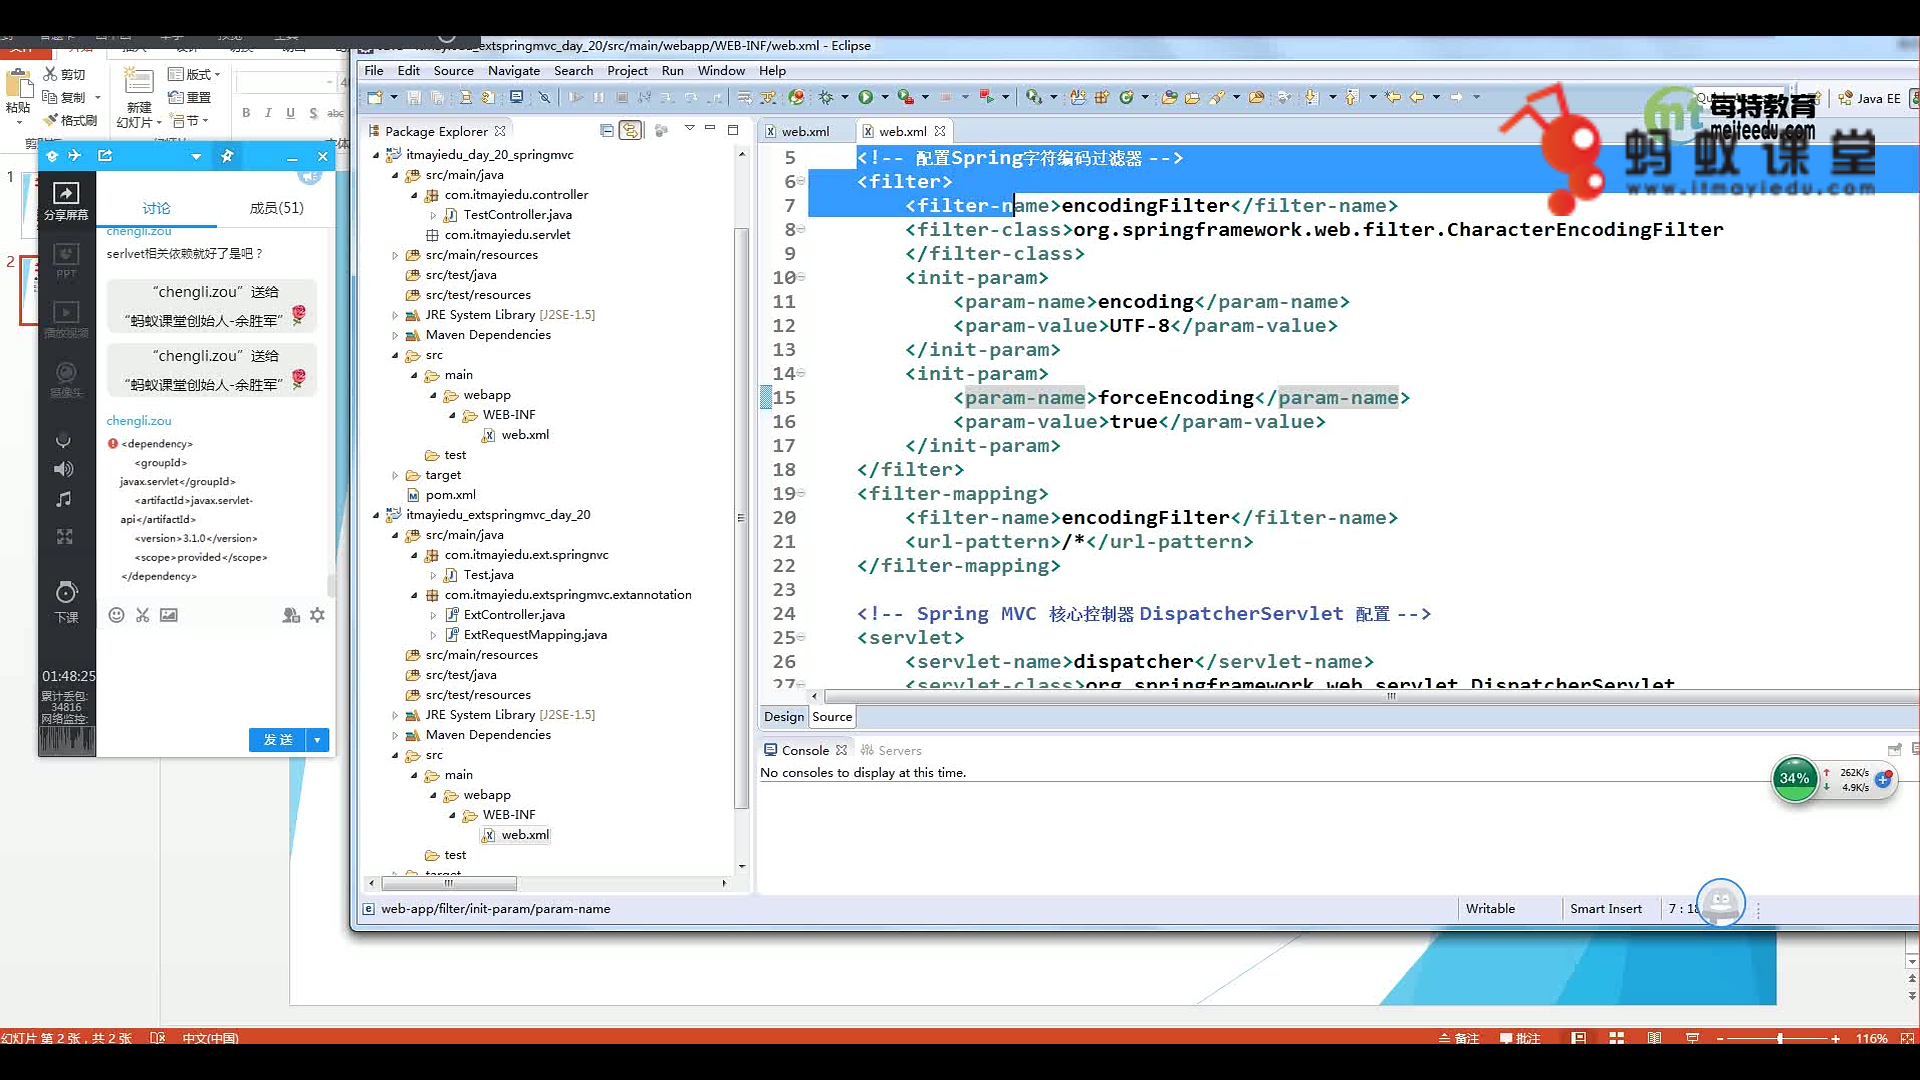 itmayiedu_extspringmvc_day_20/src/main/webapp/WEB-INF/web.xml - Eclipse
File Edit Source Navigate Search Project Run Window Help
剪切
复制
格式刷
粘贴
新建
幻灯片
版式
重置
节
B I U S abc
Java EE
每特教育
meiteedu.com
蚂蚁课堂
www.itmayiedu.com
1
2
分享屏幕
PPT
播放视频
摄像头
下课
01:48:25
累计丢包:
34816
网络监控:
讨论 成员(51)
chengli.zou
serlvet相关依赖就好了是吧？
“chengli.zou”送给
“蚂蚁课堂创始人-余胜军”
“chengli.zou”送给
“蚂蚁课堂创始人-余胜军”
chengli.zou
<dependency>
<groupId>
javax.servlet</groupId>
<artifactId>javax.servlet-
api</artifactId>
<version>3.1.0</version>
<scope>provided</scope>
</dependency>
发送
Package Explorer
itmayiedu_day_20_springmvc
src/main/java
com.itmayiedu.controller
TestController.java
com.itmayiedu.servlet
src/main/resources
src/test/java
src/test/resources
JRE System Library [J2SE-1.5]
Maven Dependencies
src
main
webapp
WEB-INF
web.xml
test
target
pom.xml
itmayiedu_extspringmvc_day_20
src/main/java
com.itmayiedu.ext.springnvc
Test.java
com.itmayiedu.extspringmvc.extannotation
ExtController.java
ExtRequestMapping.java
src/main/resources
src/test/java
src/test/resources
JRE System Library [J2SE-1.5]
Maven Dependencies
src
main
webapp
WEB-INF
web.xml
test
target
web.xml web.xml
5 <!-- 配置Spring字符编码过滤器 -->
6 <filter>
7 <filter-name>encodingFilter</filter-name>
8 <filter-class>org.springframework.web.filter.CharacterEncodingFilter
9 </filter-class>
10 <init-param>
11 <param-name>encoding</param-name>
12 <param-value>UTF-8</param-value>
13 </init-param>
14 <init-param>
15 <param-name>forceEncoding</param-name>
16 <param-value>true</param-value>
17 </init-param>
18 </filter>
19 <filter-mapping>
20 <filter-name>encodingFilter</filter-name>
21 <url-pattern>/*</url-pattern>
22 </filter-mapping>
23
24 <!-- Spring MVC 核心控制器 DispatcherServlet 配置 -->
25 <servlet>
26 <servlet-name>dispatcher</servlet-name>
27 <servlet-class>org.springframework.web.servlet.DispatcherServlet
Design Source
Console Servers
No consoles to display at this time.
34% 262K/s
4.9K/s
web-app/filter/init-param/param-name
Writable Smart Insert 7 : 18
幻灯片 第 2 张，共 2 张 中文(中国)
备注 批注 116%